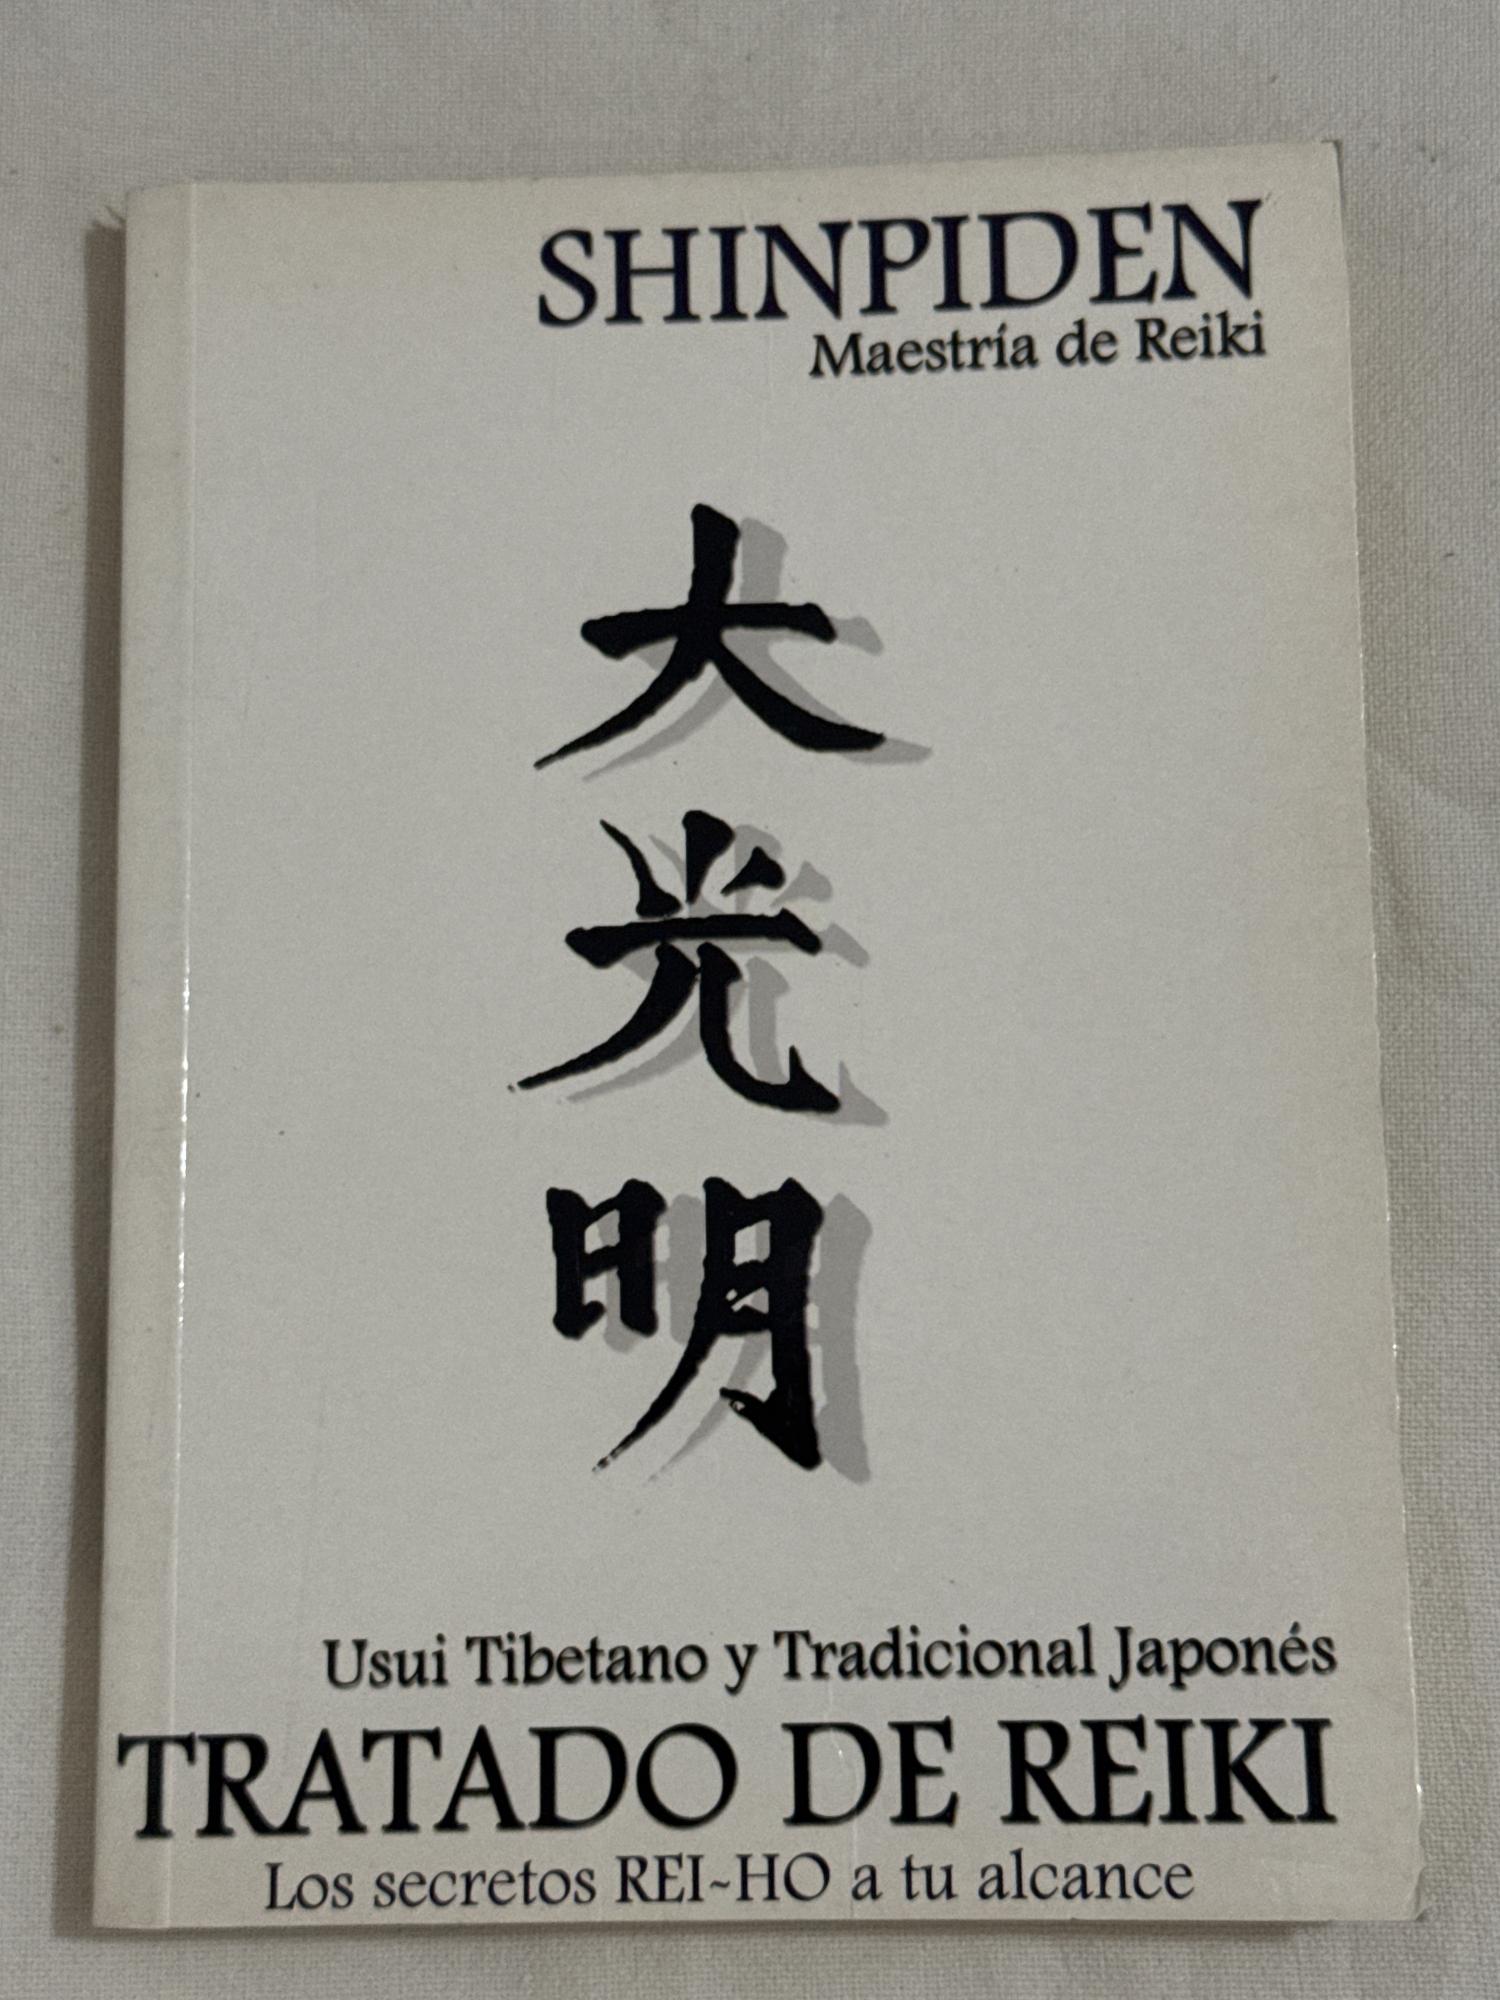 SHINPIDEN
Maestría de Reiki
大
光
明
Usui Tibetano y Tradicional Japonés
TRATADO DE REIKI
Los secretos REI~HO a tu alcance